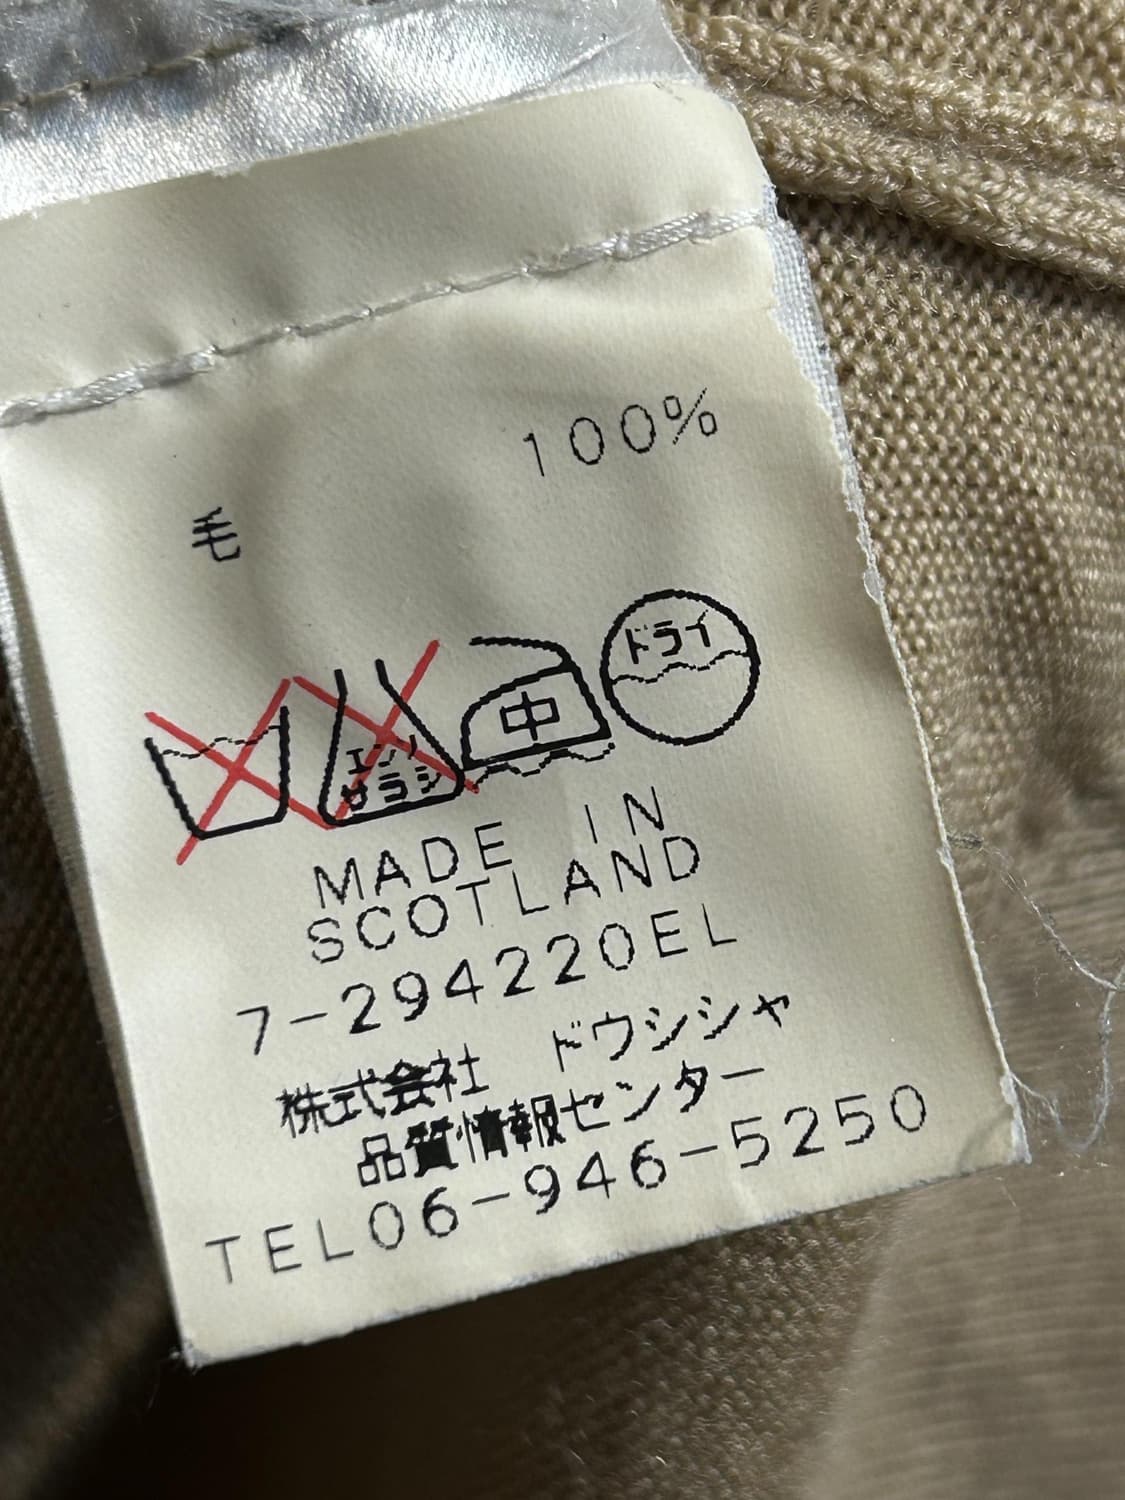 毛 100%
エンソ サラシ
中
ドライ
MADE IN
SCOTLAND
7-294220EL
株式会社 ドウシシャ
品質情報センター
TEL06-946-5250